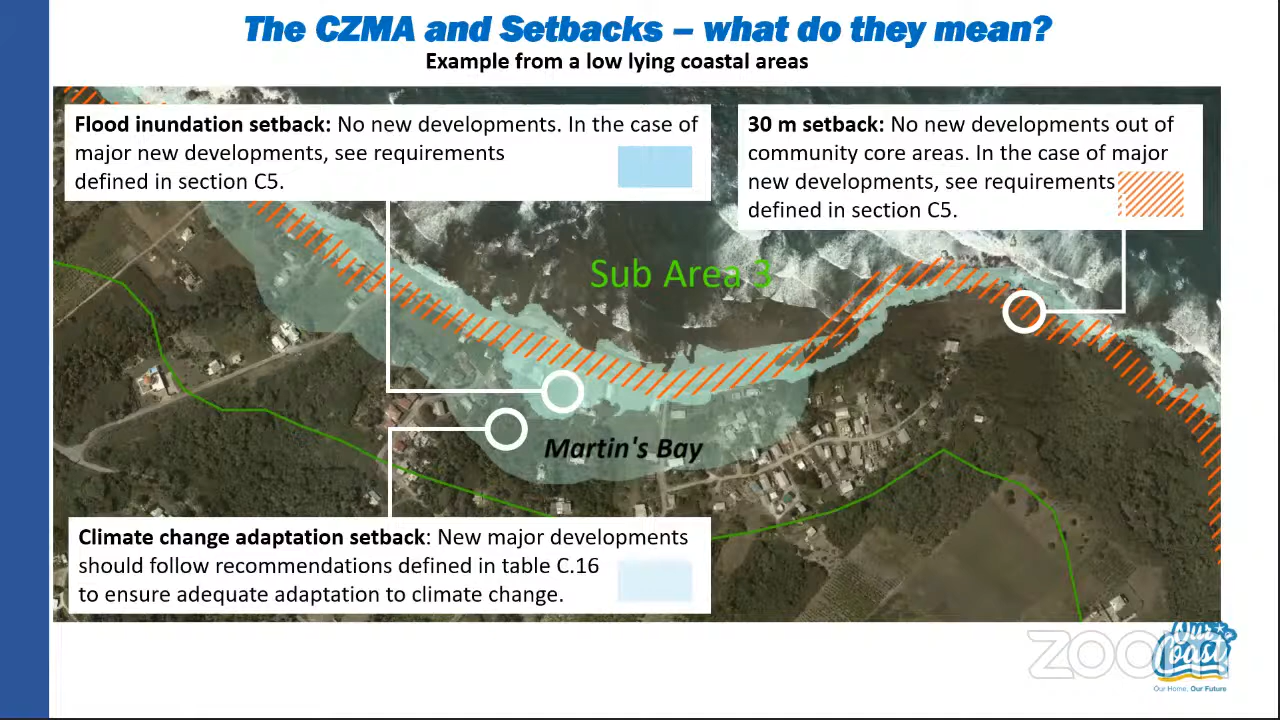 The CZMA and Setbacks – what do they mean?
Example from a low lying coastal areas
Flood inundation setback: No new developments. In the case of
major new developments, see requirements
defined in section C5.
30 m setback: No new developments out of
community core areas. In the case of major
new developments, see requirements
defined in section C5.
Sub Area 3
Martin's Bay
Climate change adaptation setback: New major developments
should follow recommendations defined in table C.16
to ensure adequate adaptation to climate change.
zoom
Our
Coast
Our Home, Our Future